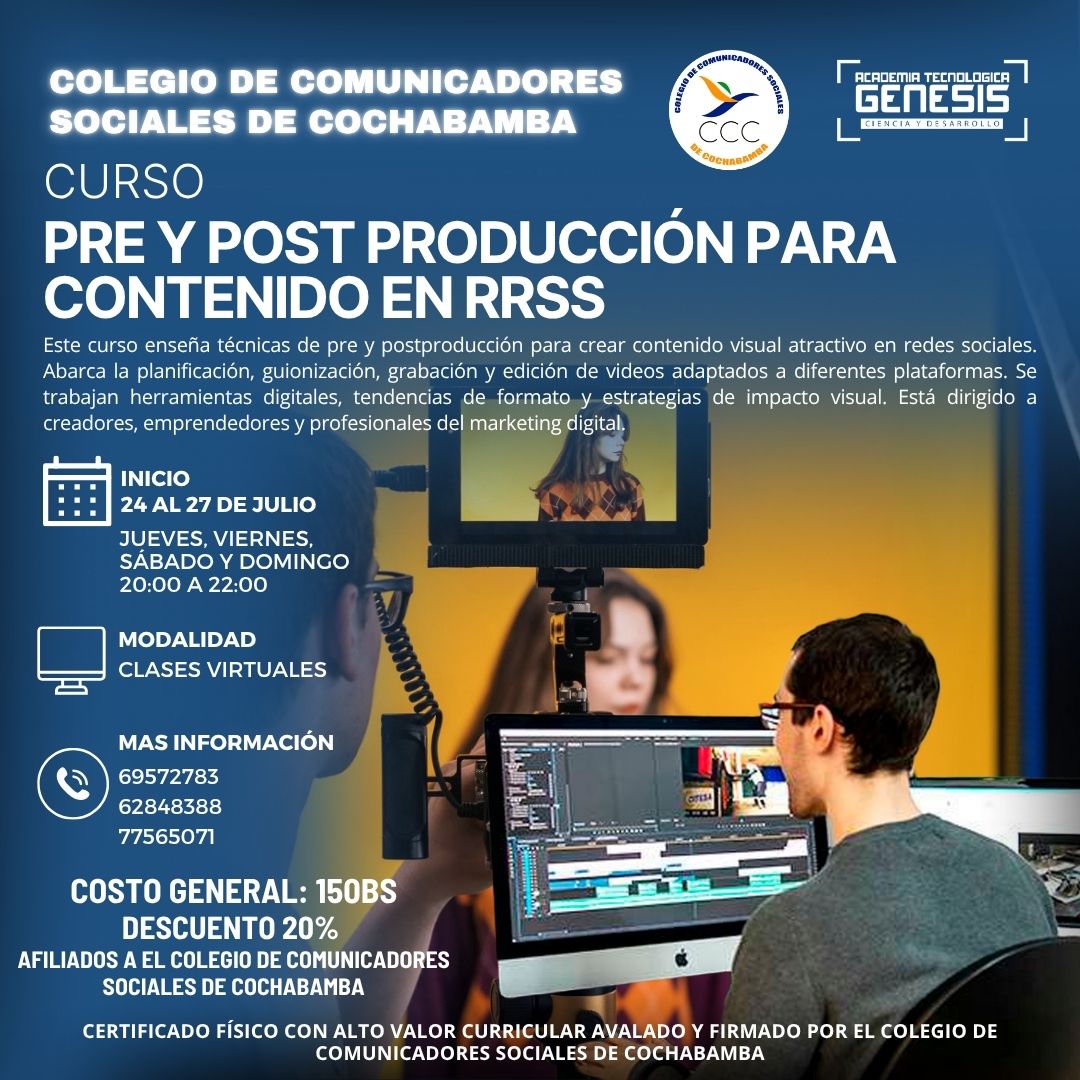 COLEGIO DE COMUNICADORES
SOCIALES DE COCHABAMBA
COLEGIO DE COMUNICADORES SOCIALES
CCC
DE COCHABAMBA
ACADEMIA TECNOLOGICA
GENESIS
CIENCIA Y DESARROLLO
CURSO
PRE Y POST PRODUCCIÓN PARA
CONTENIDO EN RRSS
Este curso enseña técnicas de pre y postproducción para crear contenido visual atractivo en redes sociales.
Abarca la planificación, guionización, grabación y edición de videos adaptados a diferentes plataformas. Se
trabajan herramientas digitales, tendencias de formato y estrategias de impacto visual. Está dirigido a
creadores, emprendedores y profesionales del marketing digital.
INICIO
24 AL 27 DE JULIO
JUEVES, VIERNES,
SÁBADO Y DOMINGO
20:00 A 22:00
MODALIDAD
CLASES VIRTUALES
MAS INFORMACIÓN
69572783
62848388
77565071
COSTO GENERAL: 150BS
DESCUENTO 20%
AFILIADOS A EL COLEGIO DE COMUNICADORES
SOCIALES DE COCHABAMBA
CERTIFICADO FÍSICO CON ALTO VALOR CURRICULAR AVALADO Y FIRMADO POR EL COLEGIO DE
COMUNICADORES SOCIALES DE COCHABAMBA